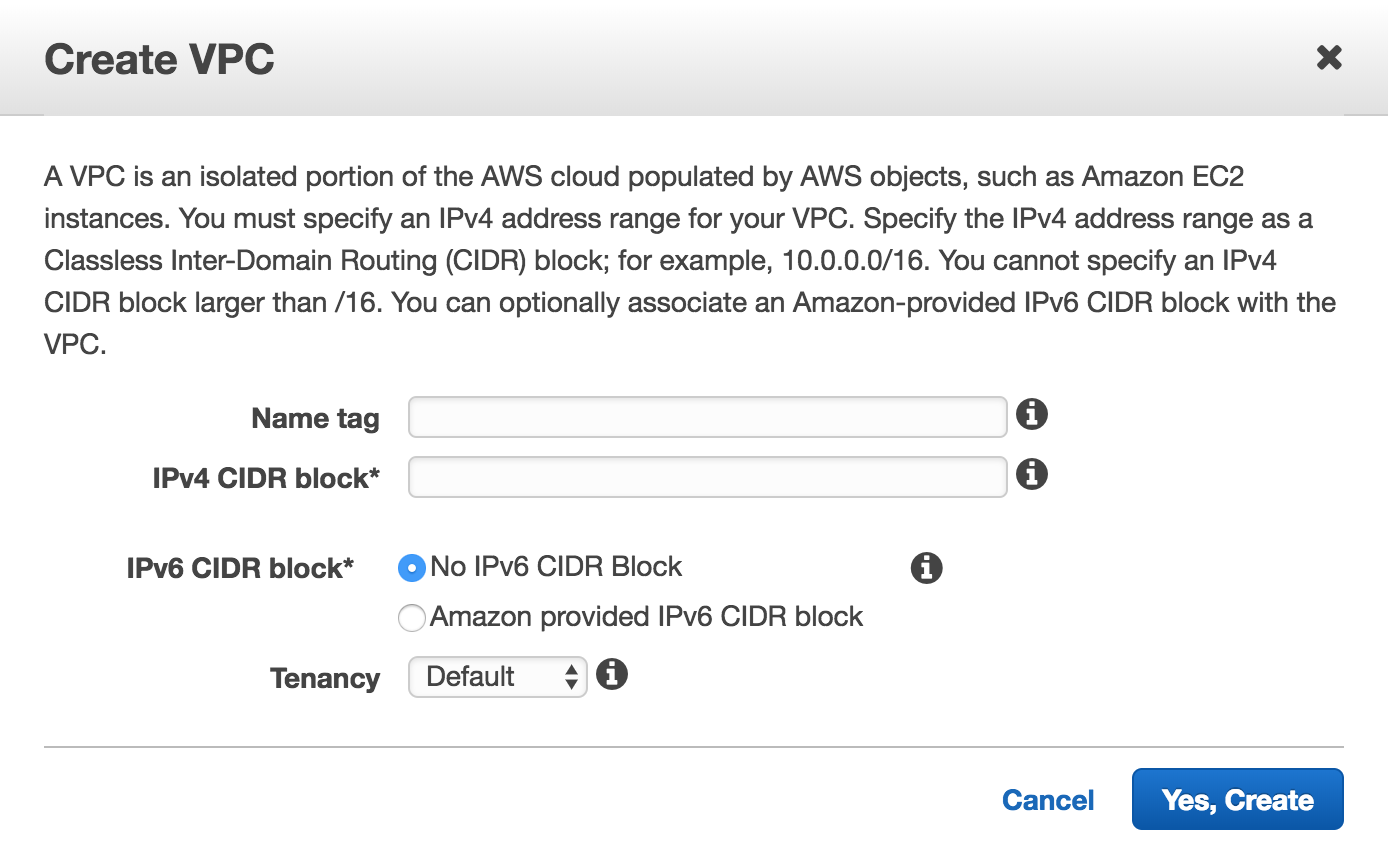 Create VPC
A VPC is an isolated portion of the AWS cloud populated by AWS objects, such as Amazon EC2
instances. You must specify an IPv4 address range for your VPC. Specify the IPv4 address range as a
Classless Inter-Domain Routing (CIDR) block; for example, 10.0.0.0/16. You cannot specify an IPv4
CIDR block larger than /16. You can optionally associate an Amazon-provided IPv6 CIDR block with the
VPC.
Name tag
IPv4 CIDR block*
IPv6 CIDR block* No IPv6 CIDR Block
Amazon provided IPv6 CIDR block
Tenancy Default
Cancel Yes, Create